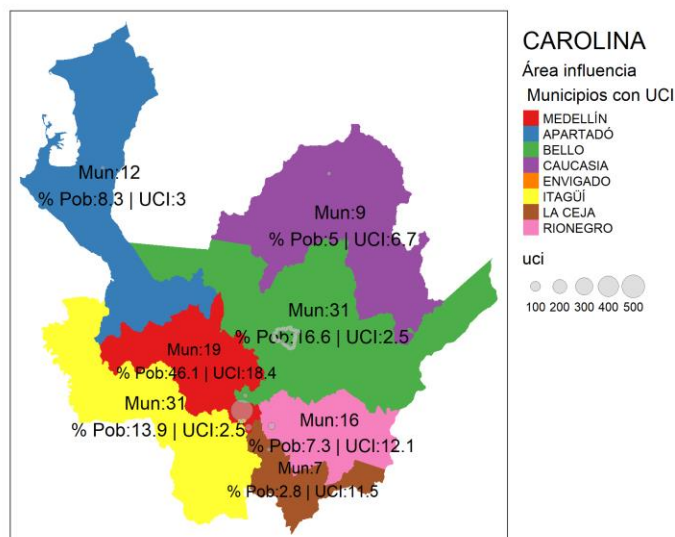 CAROLINA
Área influencia
Municipios con UCI
MEDELLÍN
APARTADÓ
BELLO
CAUCASIA
ENVIGADO
ITAGÜÍ
LA CEJA
RIONEGRO
uci
100 200 300 400 500
Mun:12
% Pob:8.3 | UCI:3
Mun:9
% Pob:5 | UCI:6.7
Mun:31
% Pob:16.6 | UCI:2.5
Mun:19
% Pob:46.1 | UCI:18.4
Mun:31
% Pob:13.9 | UCI:2.5
Mun:16
% Pob:7.3 | UCI:12.1
Mun:7
% Pob:2.8 | UCI:11.5